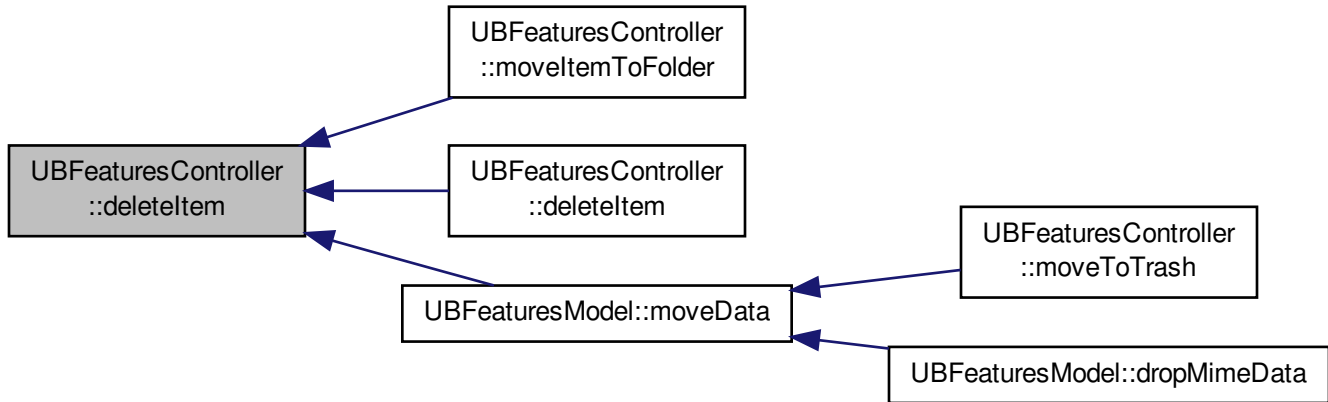 UBFeaturesController
::moveItemToFolder
UBFeaturesController
::deleteItem
UBFeaturesController
::deleteItem
UBFeaturesController
::moveToTrash
UBFeaturesModel::moveData
UBFeaturesModel::dropMimeData